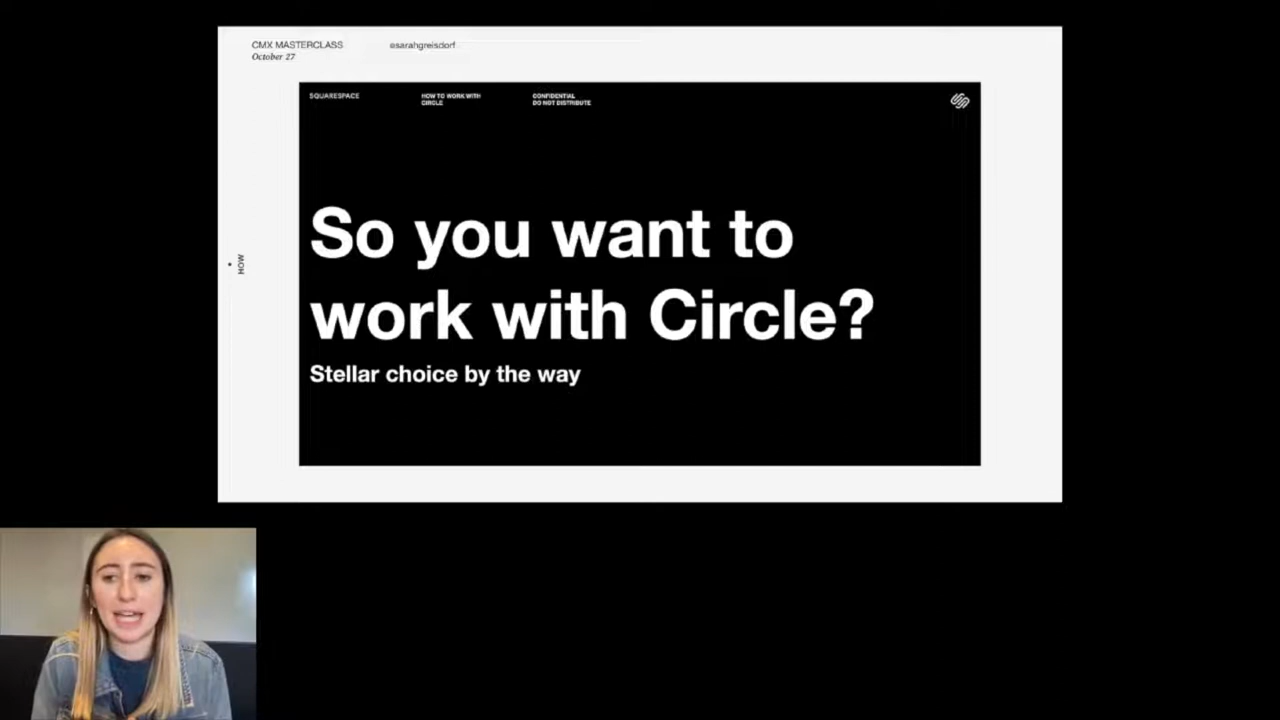 CMX MASTERCLASS
October 27
@sarahgreisdorf
HOW
SQUARESPACE
HOW TO WORK WITH
CIRCLE
CONFIDENTIAL
DO NOT DISTRIBUTE
So you want to
work with Circle?
Stellar choice by the way